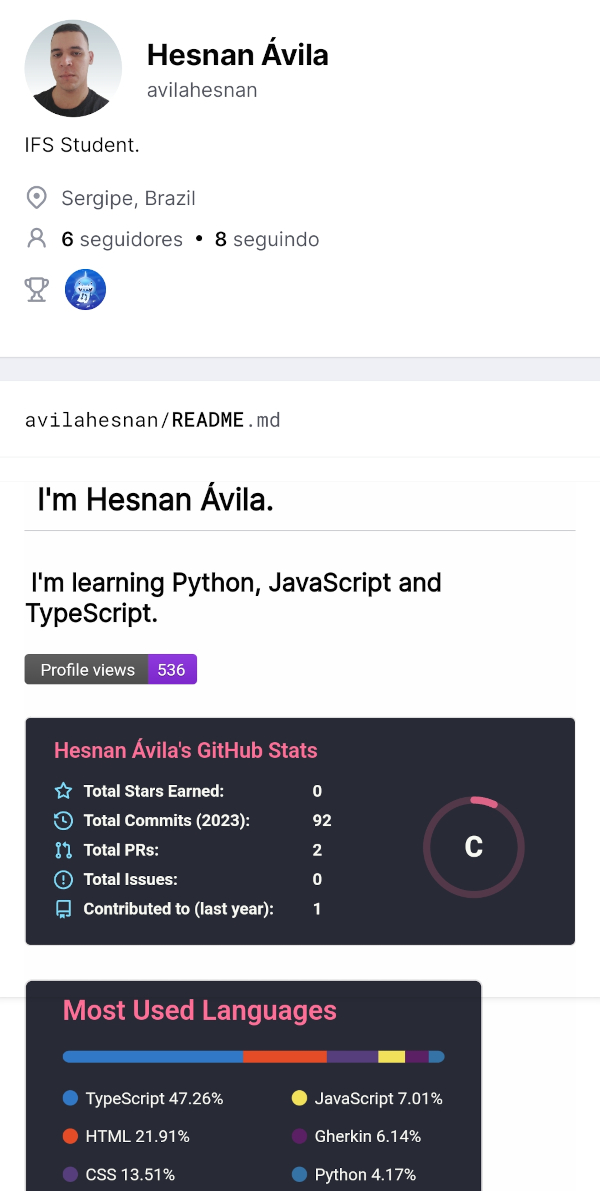 Hesnan Ávila
avilahesnan
IFS Student.
Sergipe, Brazil
6 seguidores • 8 seguindo
avilahesnan/README.md
I'm Hesnan Ávila.
I'm learning Python, JavaScript and
TypeScript.
Profile views 536
Hesnan Ávila's GitHub Stats
Total Stars Earned: 0
Total Commits (2023): 92
Total PRs: 2
Total Issues: 0
Contributed to (last year): 1
C
Most Used Languages
TypeScript 47.26% JavaScript 7.01%
HTML 21.91% Gherkin 6.14%
CSS 13.51% Python 4.17%